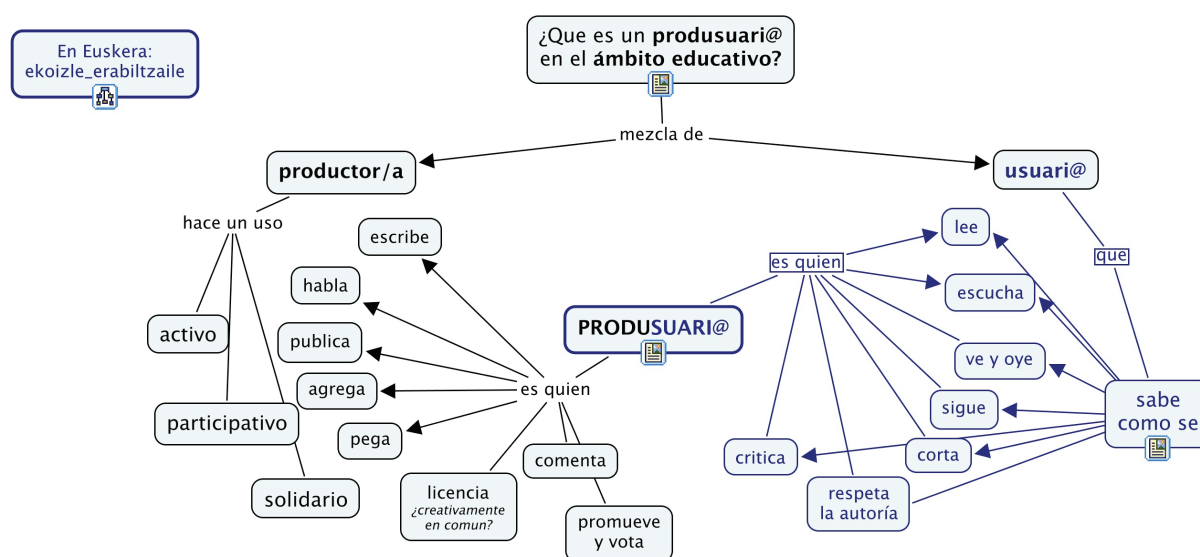 ¿Que es un produsuari@
en el ámbito educativo?
En Euskera:
ekoizle_erabiltzaile
mezcla de
productor/a
usuari@
hace un uso
escribe
lee
que
es quien
habla
escucha
PRODUSUARI@
activo
publica
ve y oye
agrega
es quien
sabe
como se
sigue
participativo
pega
comenta
critica
corta
solidario
licencia
¿creativamente
en comun?
respeta
la autoría
promueve
y vota